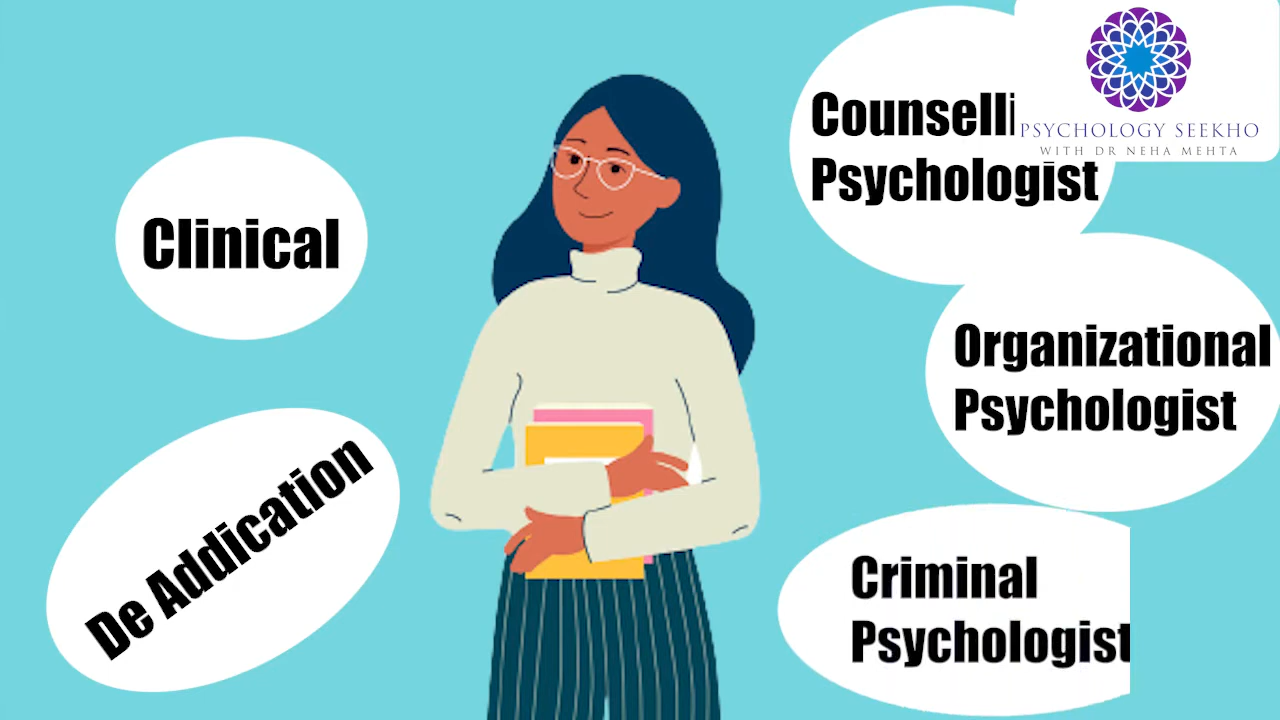 Clinical
De Addication
Counselli
Psychologist
PSYCHOLOGY SEEKHO
WITH DR NEHA MEHTA
Organizational
Psychologist
Criminal
Psychologist